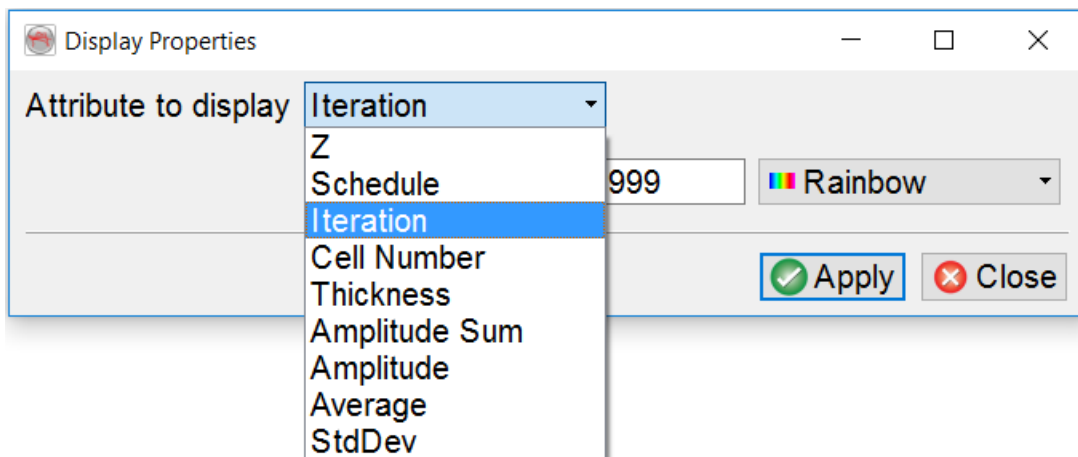 Display Properties
Attribute to display Iteration
Z
Schedule
999 Rainbow
Iteration
Cell Number
Apply Close
Thickness
Amplitude Sum
Amplitude
Average
StdDev